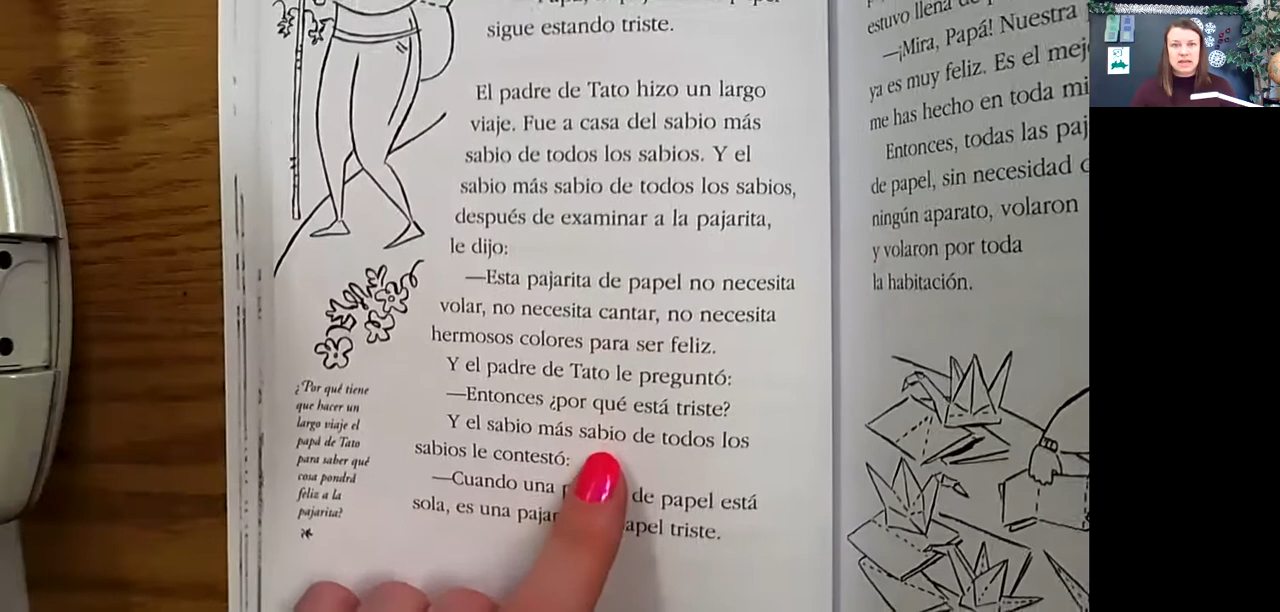 sigue estando triste.
El padre de Tato hizo un largo
viaje. Fue a casa del sabio más
sabio de todos los sabios. Y el
sabio más sabio de todos los sabios,
después de examinar a la pajarita,
le dijo:
—Esta pajarita de papel no necesita
volar, no necesita cantar, no necesita
hermosos colores para ser feliz.
Y el padre de Tato le preguntó:
—Entonces ¿por qué está triste?
Y el sabio más sabio de todos los
sabios le contestó:
—Cuando una de papel está
sola, es una triste.
¿Por qué tiene
que hacer un
largo viaje el
papá de Tato
para saber qué
cosa pondrá
feliz a la
pajarita?
estuvo llena de
—¡Mira, Papá! Nuestra
ya es muy feliz. Es el
me has hecho en toda
Entonces, todas las
de papel, sin necesidad
ningún aparato, volaron
y volaron por toda
la habitación.